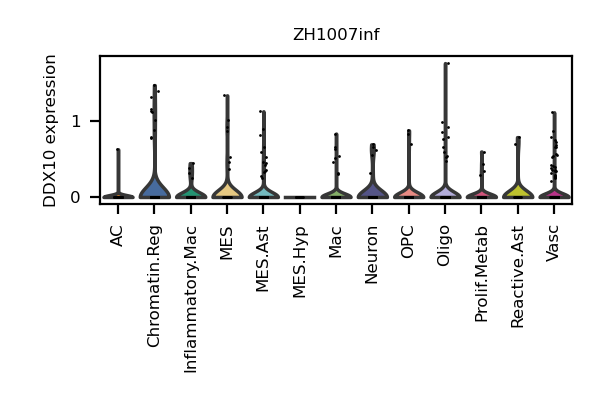 ZH1007inf
DDX10 expression
1
0
AC
Chromatin.Reg
Inflammatory.Mac
MES
MES.Ast
MES.Hyp
Mac
Neuron
OPC
Oligo
Prolif.Metab
Reactive.Ast
Vasc